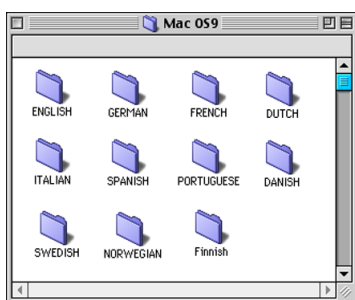 Mac OS9
ENGLISH GERMAN FRENCH DUTCH
ITALIAN SPANISH PORTUGUESE DANISH
SWEDISH NORWEGIAN Finnish